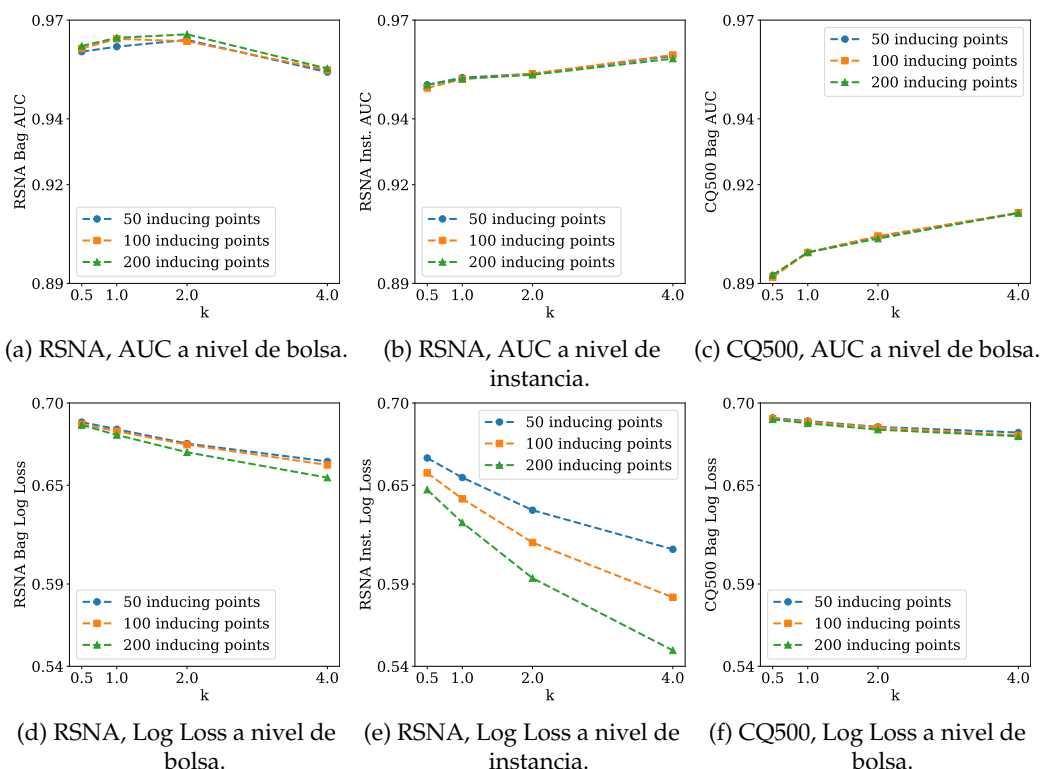 0.97
0.94
0.92
0.89
0.5 1.0 2.0 4.0
k
RSNA Bag AUC
50 inducing points
100 inducing points
200 inducing points
(a) RSNA, AUC a nivel de bolsa.
0.97
0.94
0.92
0.89
0.5 1.0 2.0 4.0
k
RSNA Inst. AUC
50 inducing points
100 inducing points
200 inducing points
(b) RSNA, AUC a nivel de
instancia.
0.97
0.94
0.92
0.89
0.5 1.0 2.0 4.0
k
CQ500 Bag AUC
50 inducing points
100 inducing points
200 inducing points
(c) CQ500, AUC a nivel de bolsa.
0.70
0.65
0.59
0.54
0.5 1.0 2.0 4.0
k
RSNA Bag Log Loss
50 inducing points
100 inducing points
200 inducing points
(d) RSNA, Log Loss a nivel de
bolsa.
0.70
0.65
0.59
0.54
0.5 1.0 2.0 4.0
k
RSNA Inst. Log Loss
50 inducing points
100 inducing points
200 inducing points
(e) RSNA, Log Loss a nivel de
instancia.
0.70
0.65
0.59
0.54
0.5 1.0 2.0 4.0
k
CQ500 Bag Log Loss
50 inducing points
100 inducing points
200 inducing points
(f) CQ500, Log Loss a nivel de
bolsa.